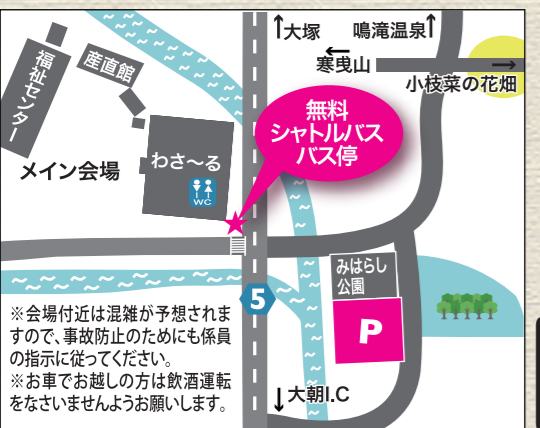 ↑大塚
鳴滝温泉↑
←
寒曳山
→
小枝菜の花畑
福祉センター
産直館
無料
シャトルバス
バス停
メイン会場
わさ〜る
WC
みはらし
公園
P
5
※会場付近は混雑が予想されま
すので、事故防止のためにも係員
の指示に従ってください。
※お車でお越しの方は飲酒運転
をなさいませんようお願いします。
↓大朝I.C